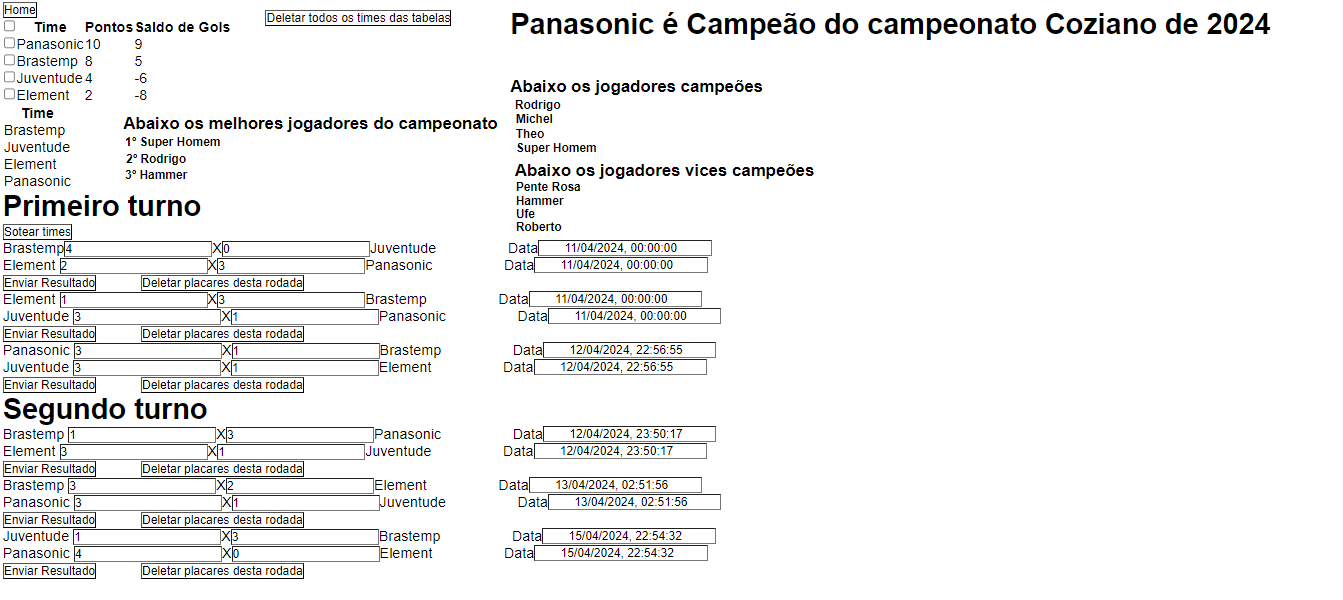 Home
Deletar todos os times das tabelas
Panasonic é Campeão do campeonato Coziano de 2024
Time Pontos Saldo de Gols
Panasonic 10 9
Brastemp 8 5
Juventude 4 -6
Element 2 -8
Time
Brastemp
Juventude
Element
Panasonic
Abaixo os melhores jogadores do campeonato
1° Super Homem
2° Rodrigo
3° Hammer
Abaixo os jogadores campeões
Rodrigo
Michel
Theo
Super Homem
Abaixo os jogadores vices campeões
Pente Rosa
Hammer
Ufe
Roberto
Primeiro turno
Sotear times
Brastemp 4 X 0 Juventude Data 11/04/2024, 00:00:00
Element 2 X 3 Panasonic Data 11/04/2024, 00:00:00
Enviar Resultado Deletar placares desta rodada
Element 1 X 3 Brastemp Data 11/04/2024, 00:00:00
Juventude 3 X 1 Panasonic Data 11/04/2024, 00:00:00
Enviar Resultado Deletar placares desta rodada
Panasonic 3 X 1 Brastemp Data 12/04/2024, 22:56:55
Juventude 3 X 1 Element Data 12/04/2024, 22:56:55
Enviar Resultado Deletar placares desta rodada
Segundo turno
Brastemp 1 X 3 Panasonic Data 12/04/2024, 23:50:17
Element 3 X 1 Juventude Data 12/04/2024, 23:50:17
Enviar Resultado Deletar placares desta rodada
Brastemp 3 X 2 Element Data 13/04/2024, 02:51:56
Panasonic 3 X 1 Juventude Data 13/04/2024, 02:51:56
Enviar Resultado Deletar placares desta rodada
Juventude 1 X 3 Brastemp Data 15/04/2024, 22:54:32
Panasonic 4 X 0 Element Data 15/04/2024, 22:54:32
Enviar Resultado Deletar placares desta rodada